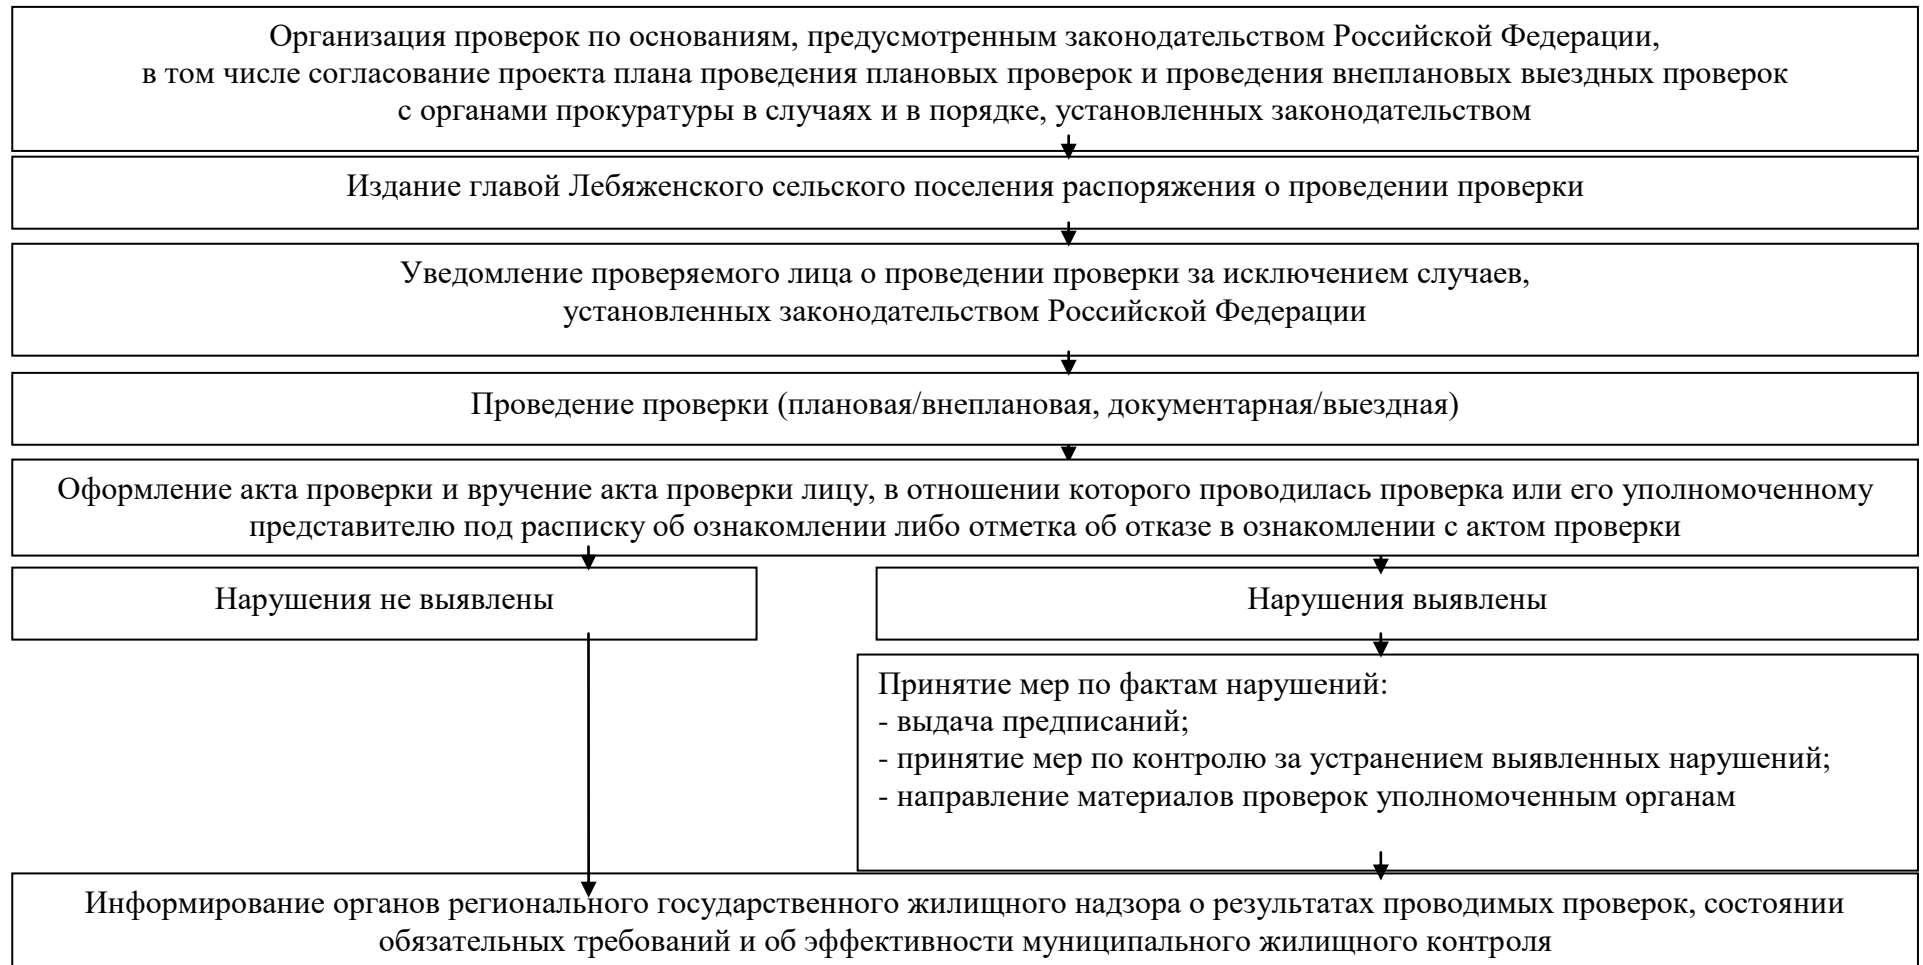 Организация проверок по основаниям, предусмотренным законодательством Российской Федерации,
в том числе согласование проекта плана проведения плановых проверок и проведения внеплановых выездных проверок
с органами прокуратуры в случаях и в порядке, установленных законодательством
Издание главой Лебяженского сельского поселения распоряжения о проведении проверки
Уведомление проверяемого лица о проведении проверки за исключением случаев,
установленных законодательством Российской Федерации
Проведение проверки (плановая/внеплановая, документарная/выездная)
Оформление акта проверки и вручение акта проверки лицу, в отношении которого проводилась проверка или его уполномоченному
представителю под расписку об ознакомлении либо отметка об отказе в ознакомлении с актом проверки
Нарушения не выявлены
Нарушения выявлены
Принятие мер по фактам нарушений:
- выдача предписаний;
- принятие мер по контролю за устранением выявленных нарушений;
- направление материалов проверок уполномоченным органам
Информирование органов регионального государственного жилищного надзора о результатах проводимых проверок, состоянии
обязательных требований и об эффективности муниципального жилищного контроля